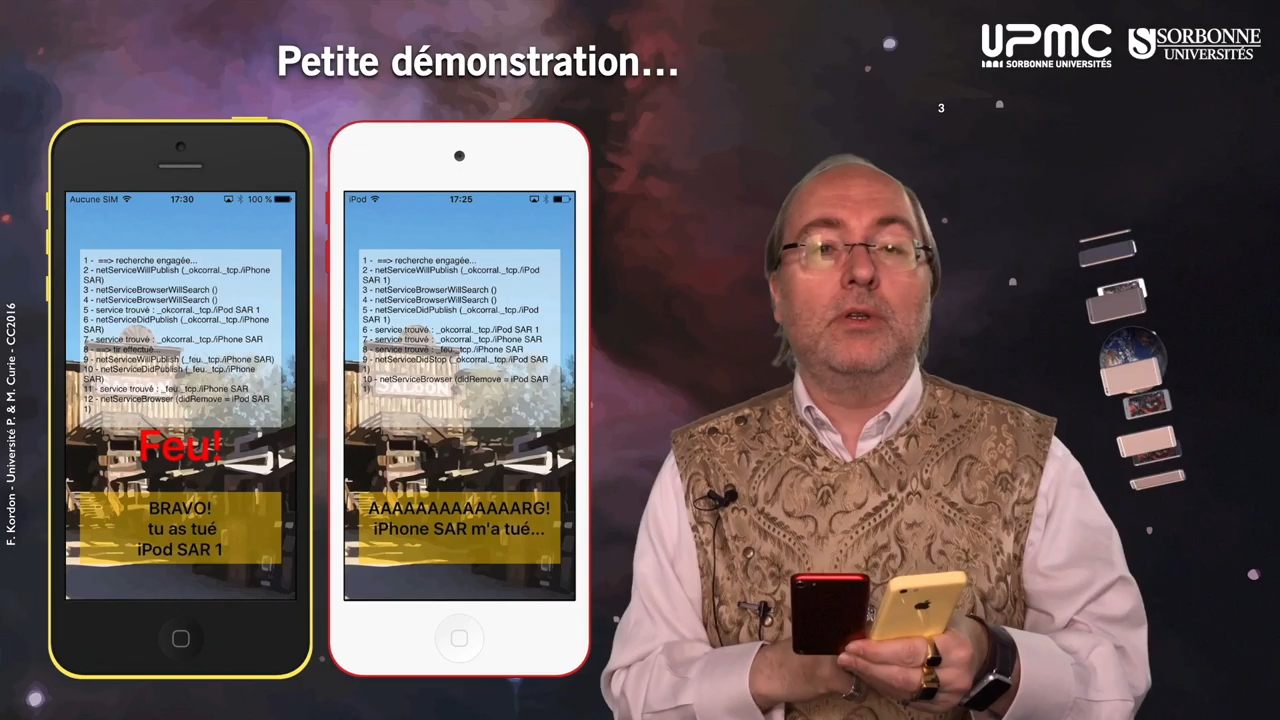 Petite démonstration...
UPMC
SORBONNE UNIVERSITÉS
SORBONNE
UNIVERSITÉS
3
F. Kordon - Université P. & M. Curie - CC2016
Aucune SIM 17:30 100 %
1 - ==> recherche engagée...
2 - netServiceWillPublish (_okcorral._tcp./iPhone
SAR)
3 - netServiceBrowserWillSearch ()
4 - netServiceBrowserWillSearch ()
5 - service trouvé : _okcorral._tcp./iPod SAR 1
6 - netServiceDidPublish (_okcorral._tcp./iPhone
SAR)
7 - service trouvé : _okcorral._tcp./iPhone SAR
8 - ==> tir effectué...
9 - netServiceWillPublish (_feu._tcp./iPhone SAR)
10 - netServiceDidPublish (_feu._tcp./iPhone
SAR)
11 - service trouvé : _feu._tcp./iPhone SAR
12 - netServiceBrowser (didRemove = iPod SAR
1)
Feu!
BRAVO!
tu as tué
iPod SAR 1
iPod 17:25
1 - ==> recherche engagée...
2 - netServiceWillPublish (_okcorral._tcp./iPod
SAR 1)
3 - netServiceBrowserWillSearch ()
4 - netServiceBrowserWillSearch ()
5 - netServiceDidPublish (_okcorral._tcp./iPod
SAR 1)
6 - service trouvé : _okcorral._tcp./iPod SAR 1
7 - service trouvé : _okcorral._tcp./iPhone SAR
8 - service trouvé : _feu._tcp./iPhone SAR
9 - netServiceDidStop (_okcorral._tcp./iPod SAR
1)
10 - netServiceBrowser (didRemove = iPod SAR
1)
AAAAAAAAAAAAARG!
iPhone SAR m'a tué...